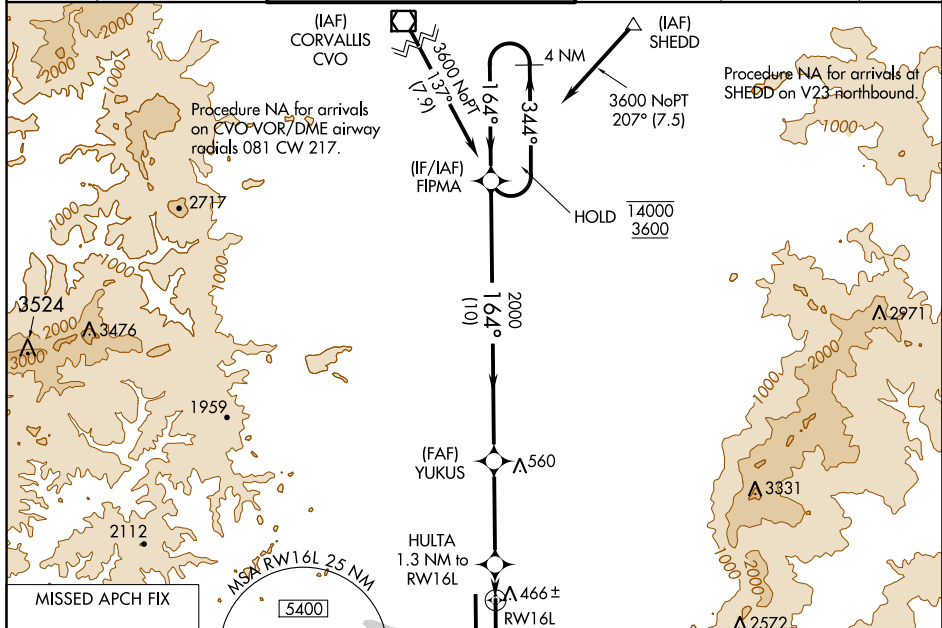 (IAF)
CORVALLIS
CVO
(IAF)
SHEDD
3600 NoPT
137°
(7.9)
4 NM
164°
344°
3600 NoPT
207° (7.5)
Procedure NA for arrivals at
SHEDD on V23 northbound.
Procedure NA for arrivals
on CVO VOR/DME airway
radials 081 CW 217.
(IF/IAF)
FIPMA
HOLD
14000
3600
2000
1000
2717
1000
1000
1000
1000
2000
164°
(10)
3524
2000
3476
3000
2971
2000
1000
1959
(FAF)
YUKUS
560
3331
2112
HULTA
1.3 NM to
RW16L
466±
RW16L
1000
2000
2572
MSA RW16L 25 NM
5400
MISSED APCH FIX